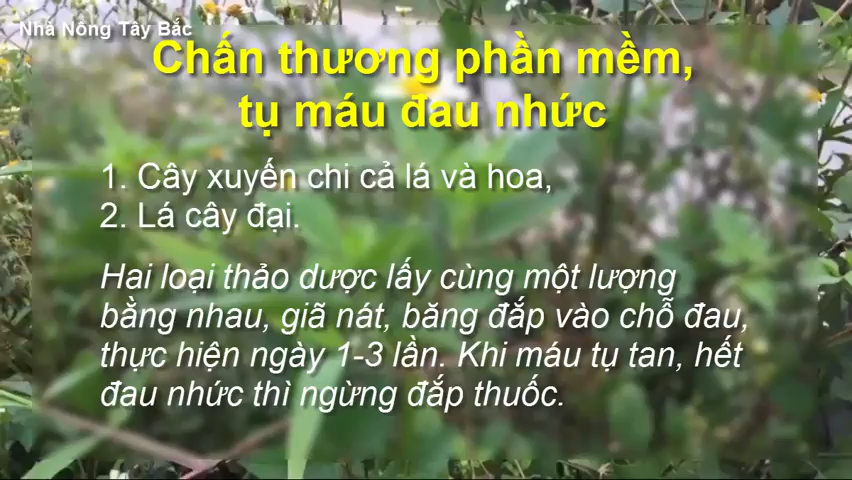 Nhà Nông Tây Bắc
Chấn thương phần mềm,
tụ máu đau nhức
1. Cây xuyến chi cả lá và hoa,
2. Lá cây đại.
Hai loại thảo dược lấy cùng một lượng
bằng nhau, giã nát, băng đắp vào chỗ đau,
thực hiện ngày 1-3 lần. Khi máu tụ tan, hết
đau nhức thì ngừng đắp thuốc.